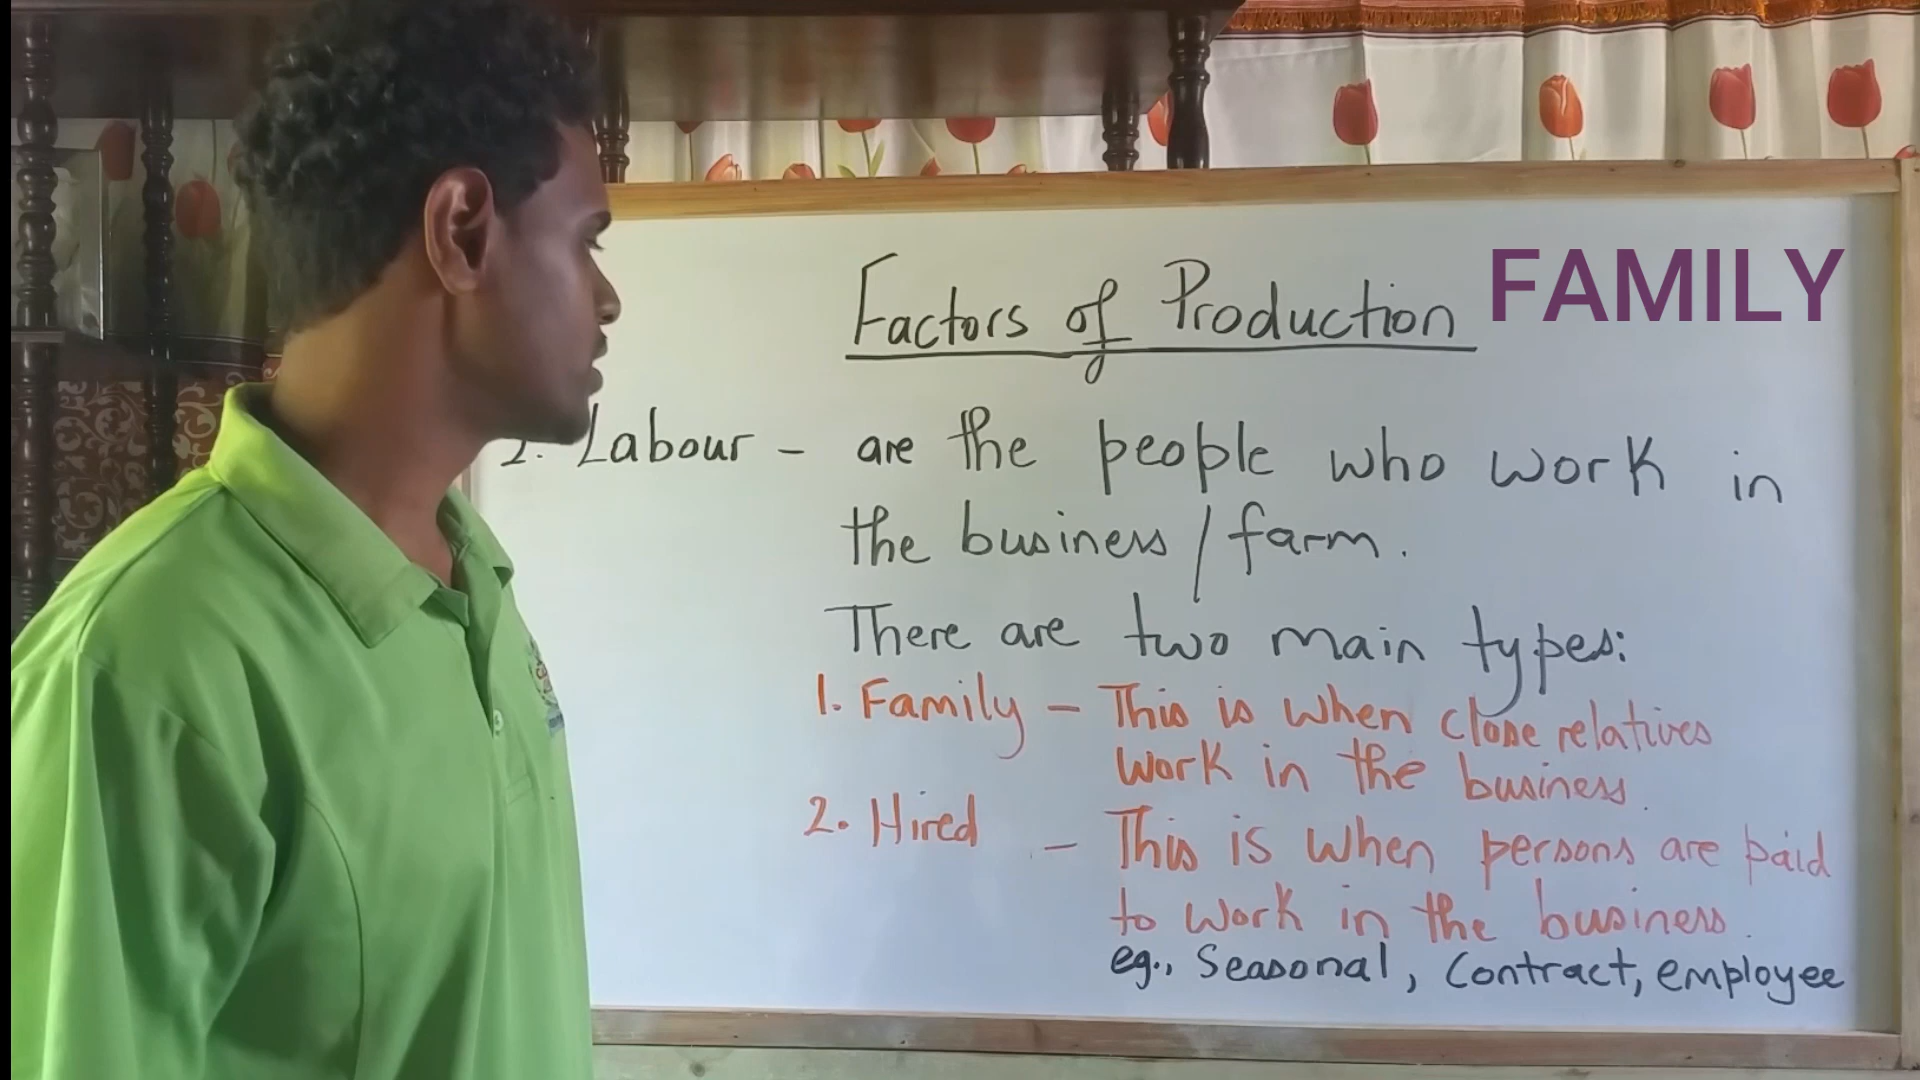 Factors of Production
FAMILY
2. Labour - are the people who work in
the business / farm.
There are two main types:
1. Family - This is when close relatives
work in the business.
2. Hired - This is when persons are paid
to work in the business.
eg., Seasonal, Contract, employee